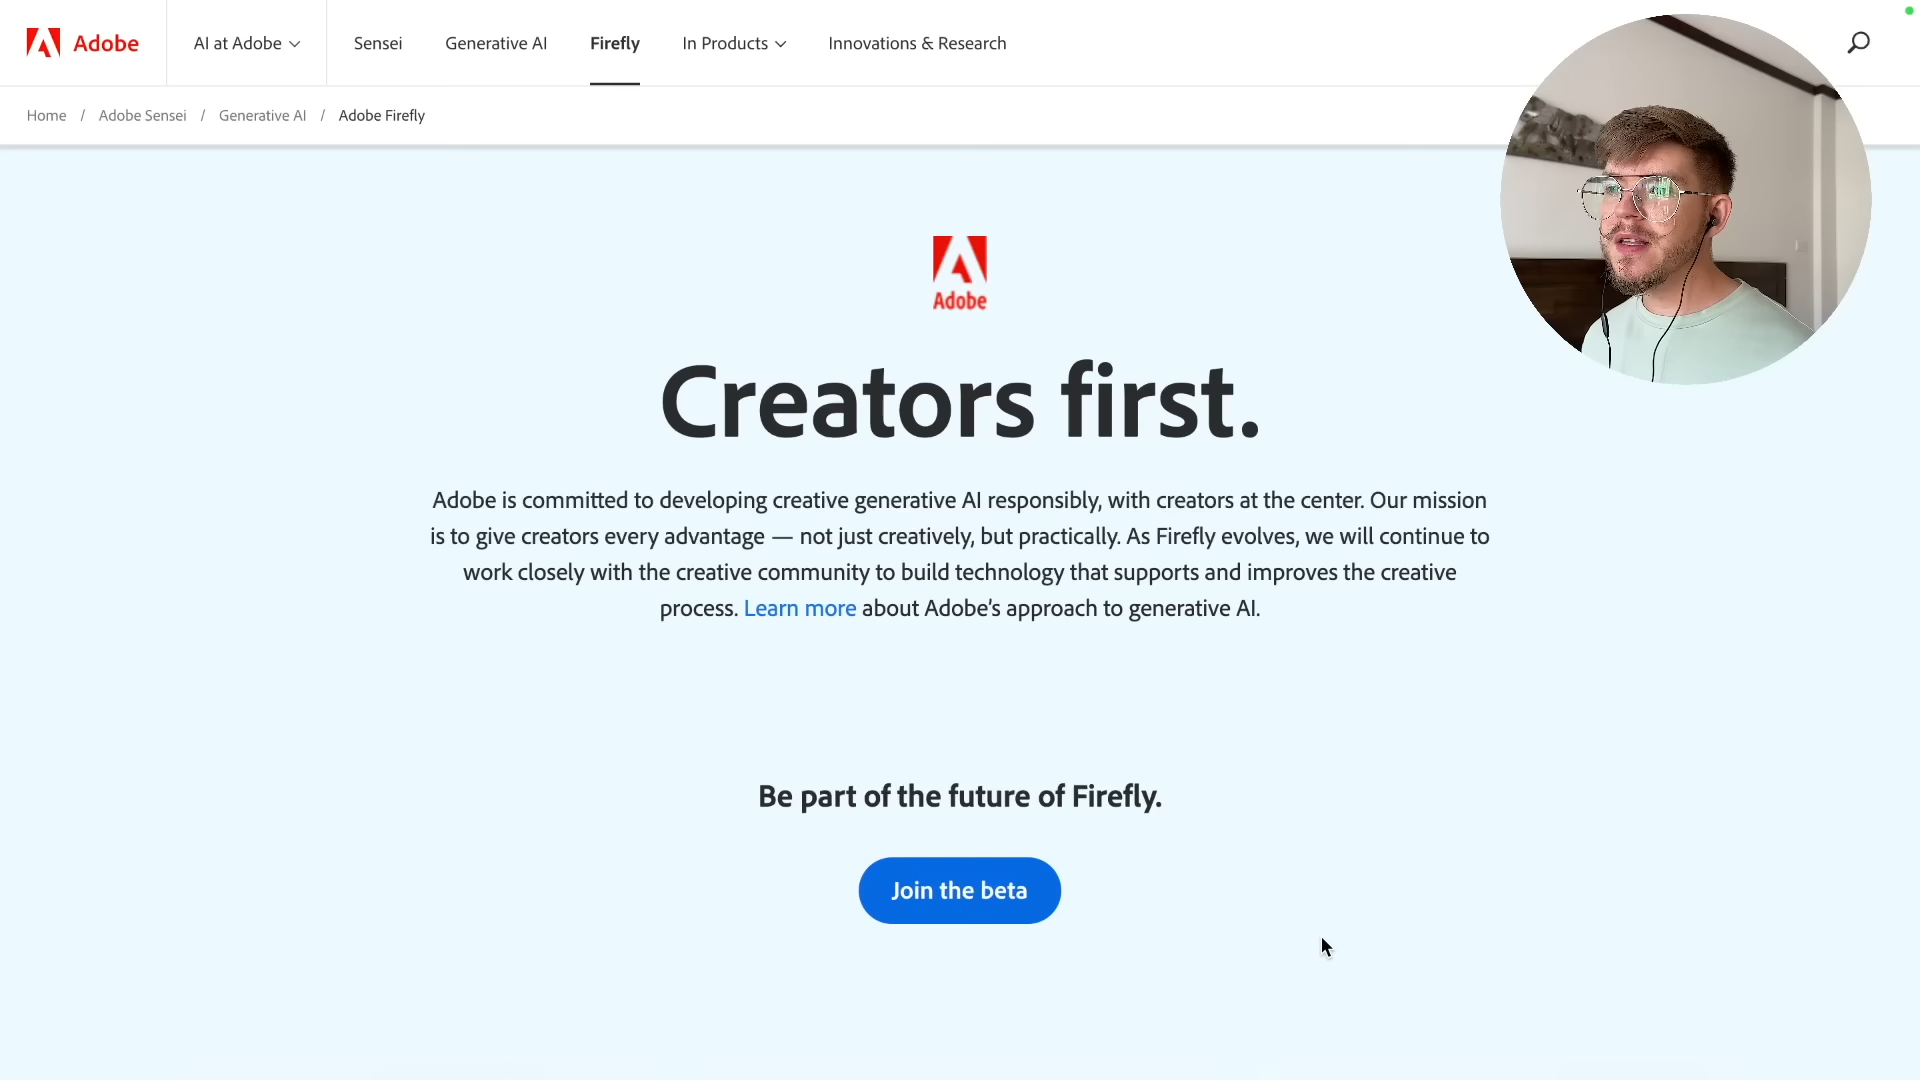 Adobe
AI at Adobe
Sensei
Generative AI
Firefly
In Products
Innovations & Research
Home / Adobe Sensei / Generative AI / Adobe Firefly
Adobe
Creators first.
Adobe is committed to developing creative generative AI responsibly, with creators at the center. Our mission
is to give creators every advantage — not just creatively, but practically. As Firefly evolves, we will continue to
work closely with the creative community to build technology that supports and improves the creative
process. Learn more about Adobe's approach to generative AI.
Be part of the future of Firefly.
Join the beta